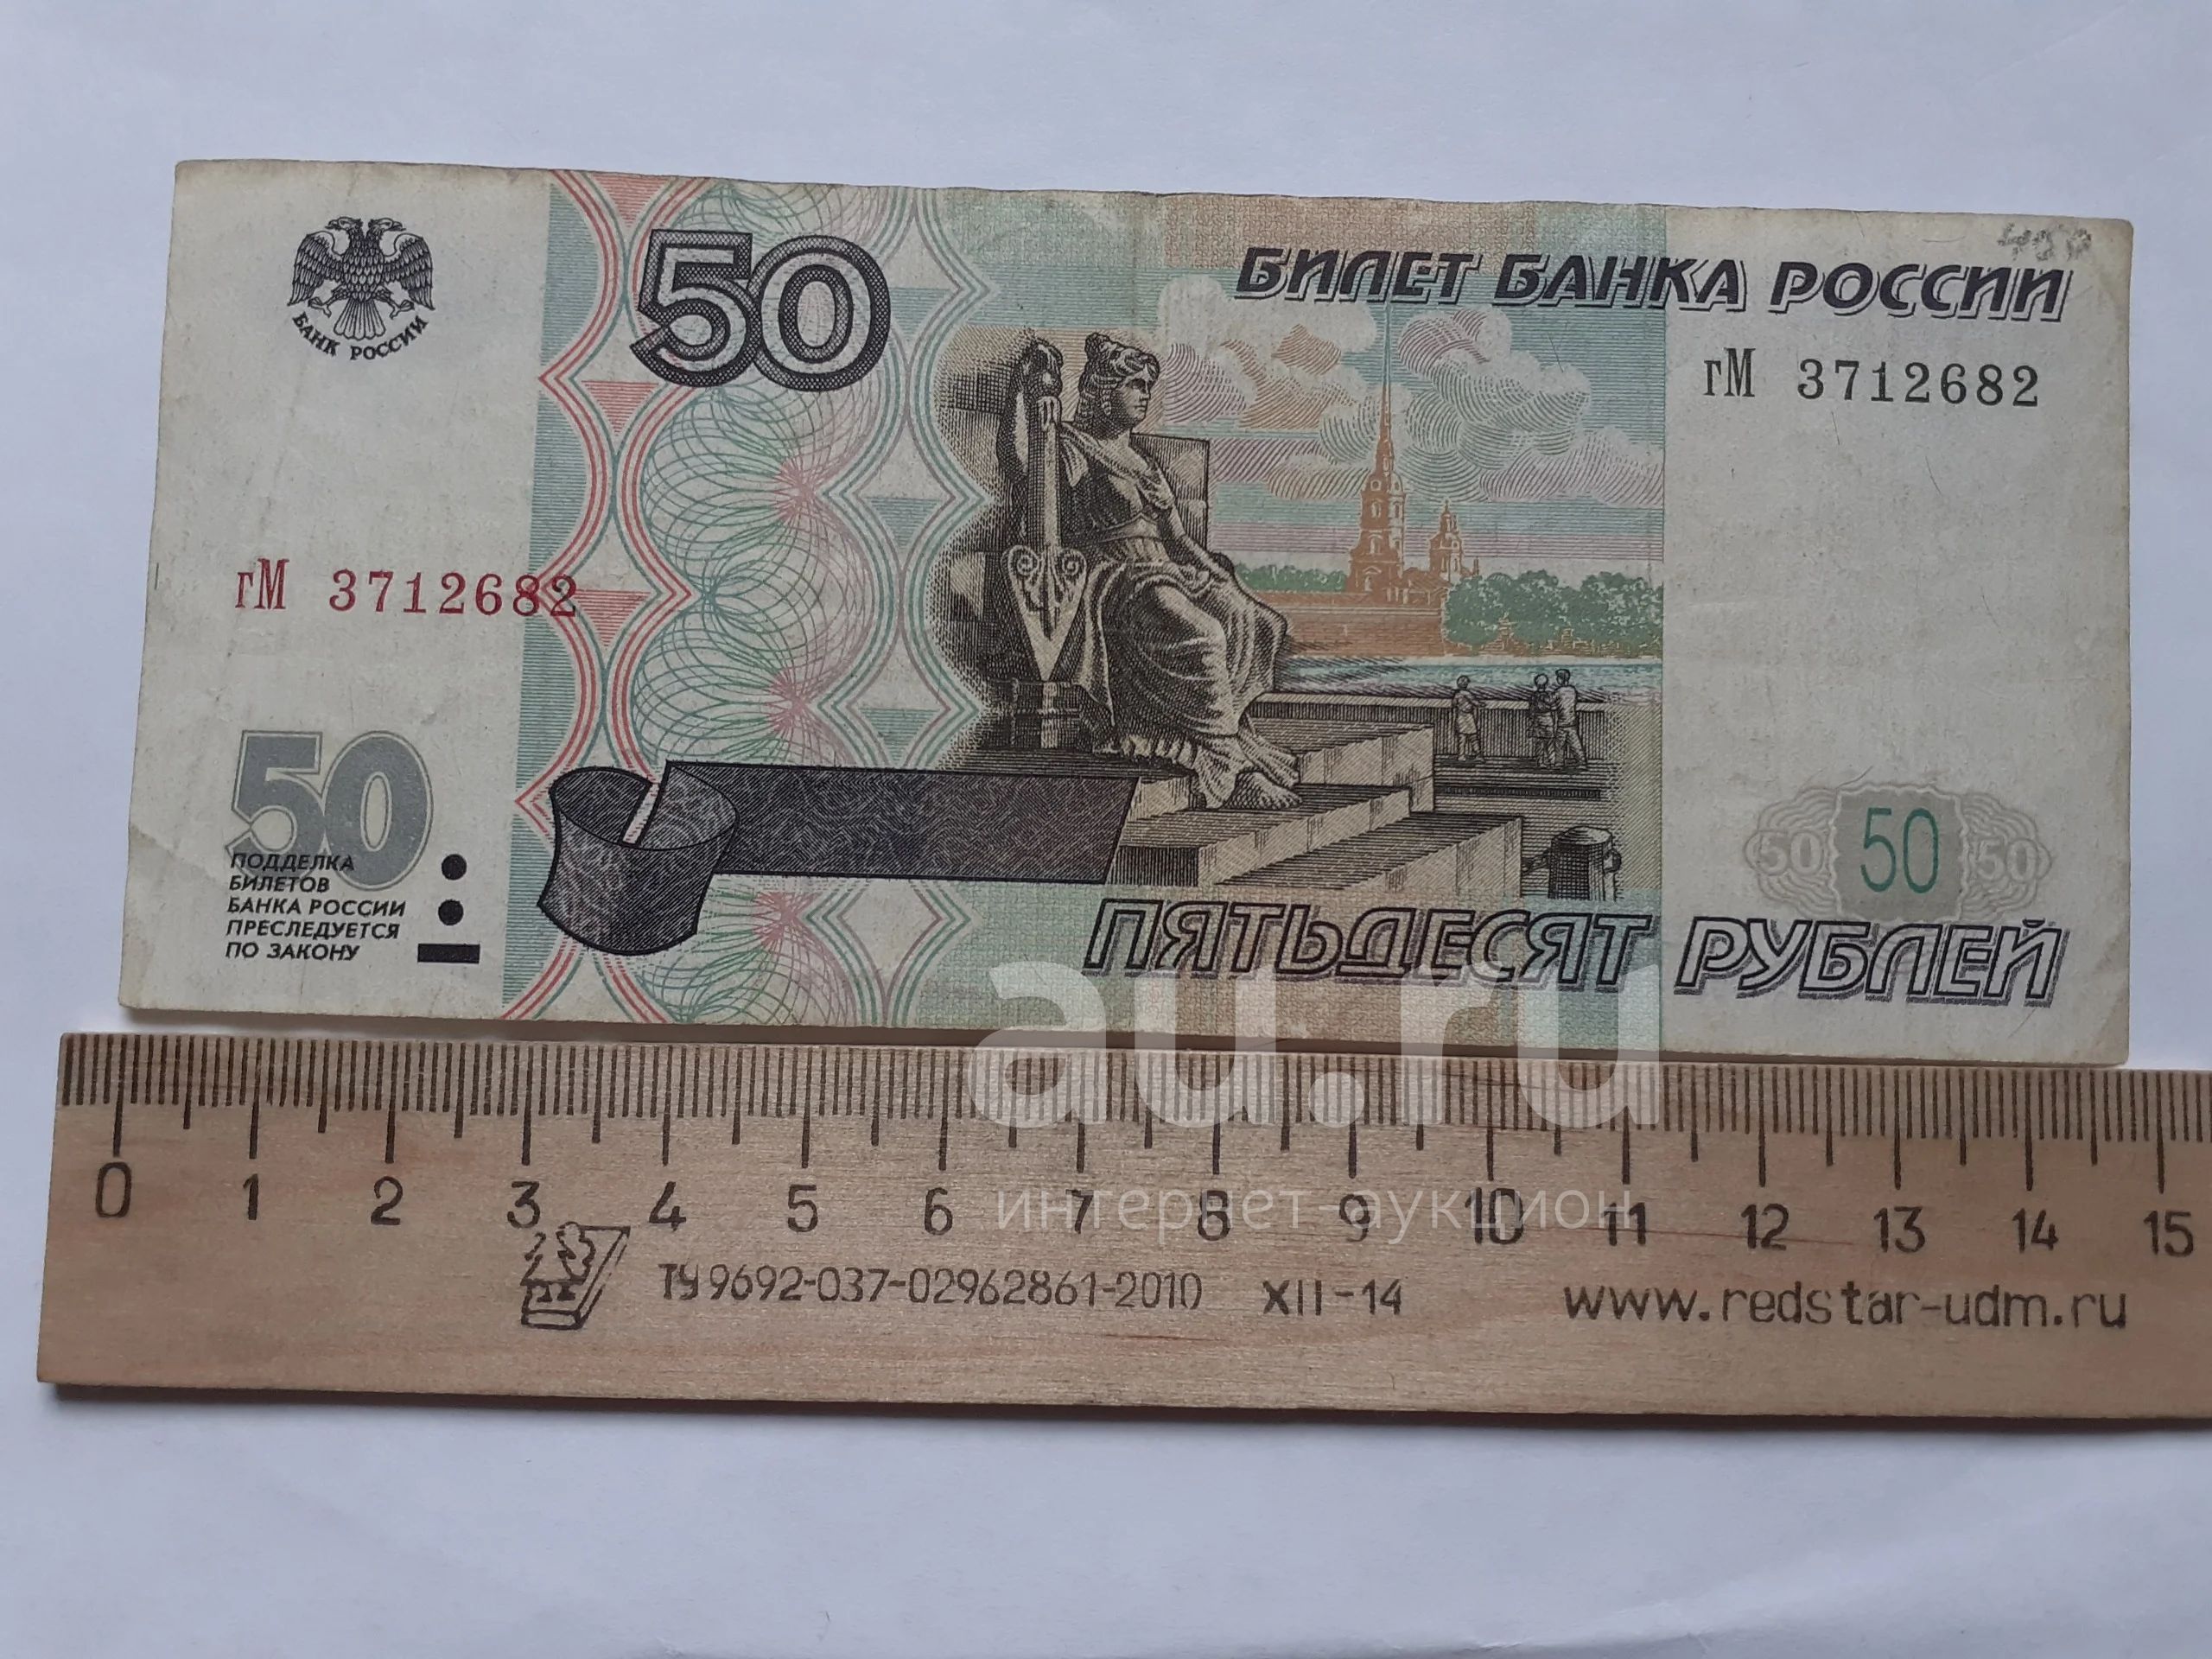 50
БИЛЕТ БАНКА РОССИИ
БАНК РОССИИ
гМ 3712682
гМ 3712682
50
ПОДДЕЛКА
БИЛЕТОВ
БАНКА РОССИИ
ПРЕСЛЕДУЕТСЯ
ПО ЗАКОНУ
50 50 50
ПЯТЬДЕСЯТ РУБЛЕЙ
au.ru
интернет-аукцион
0 1 2 3 4 5 6 7 8 9 10 11 12 13 14 15
ТУ 9692-037-02962861-2010 XII-14 www.redstar-udm.ru